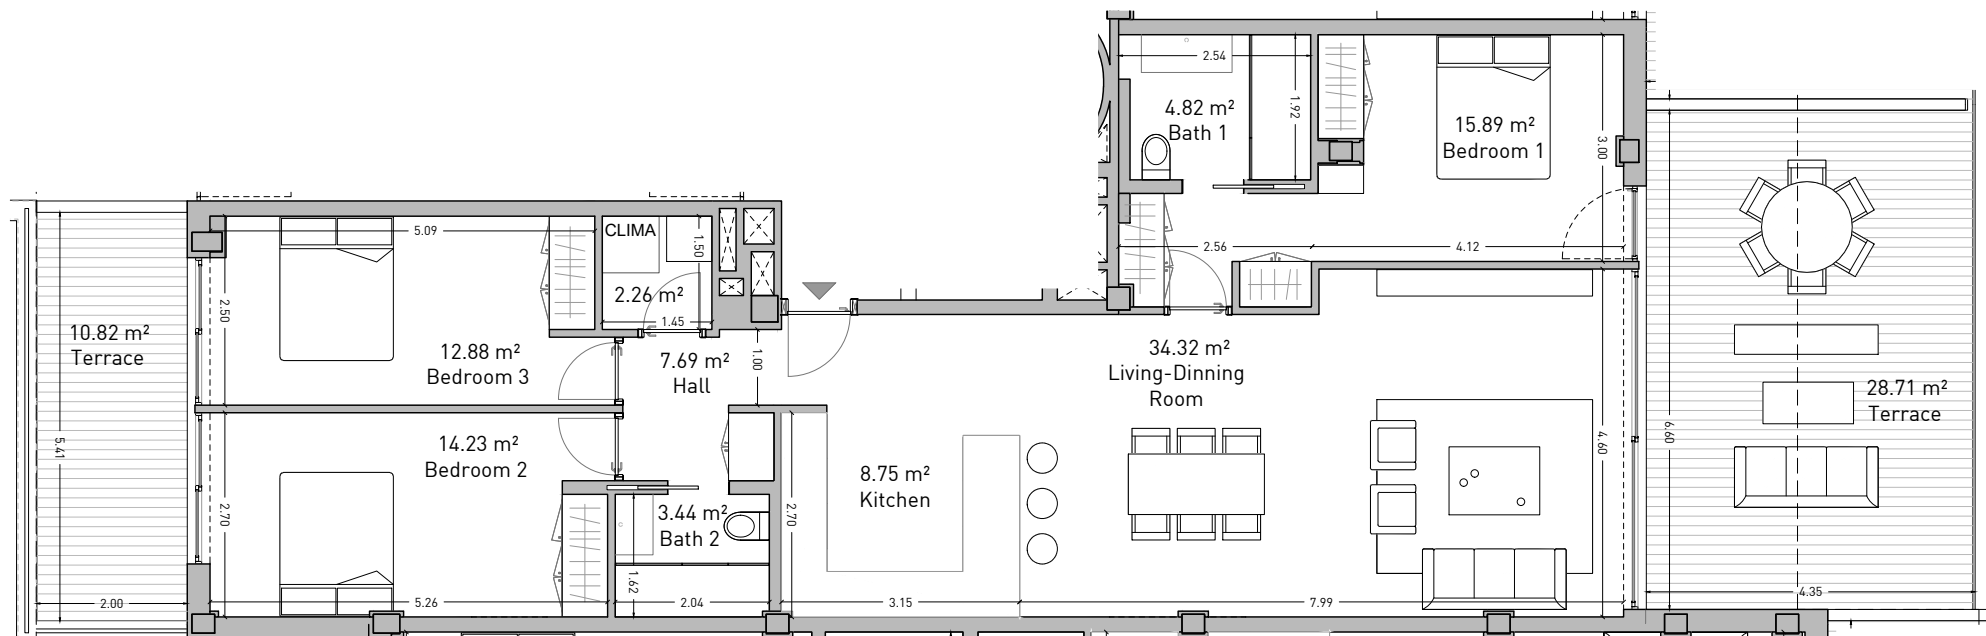 2.54
4.82 m²
Bath 1
1.92
15.89 m²
Bedroom 1
3.00
2.56
4.12
5.09
CLIMA
1.50
2.26 m²
1.45
10.82 m²
Terrace
2.50
12.88 m²
Bedroom 3
7.69 m²
Hall
1.00
34.32 m²
Living-Dinning
Room
28.71 m²
Terrace
6.60
4.60
5.41
14.23 m²
Bedroom 2
2.70
3.44 m²
Bath 2
2.70
8.75 m²
Kitchen
1.62
2.00
5.26
2.04
3.15
7.99
4.35